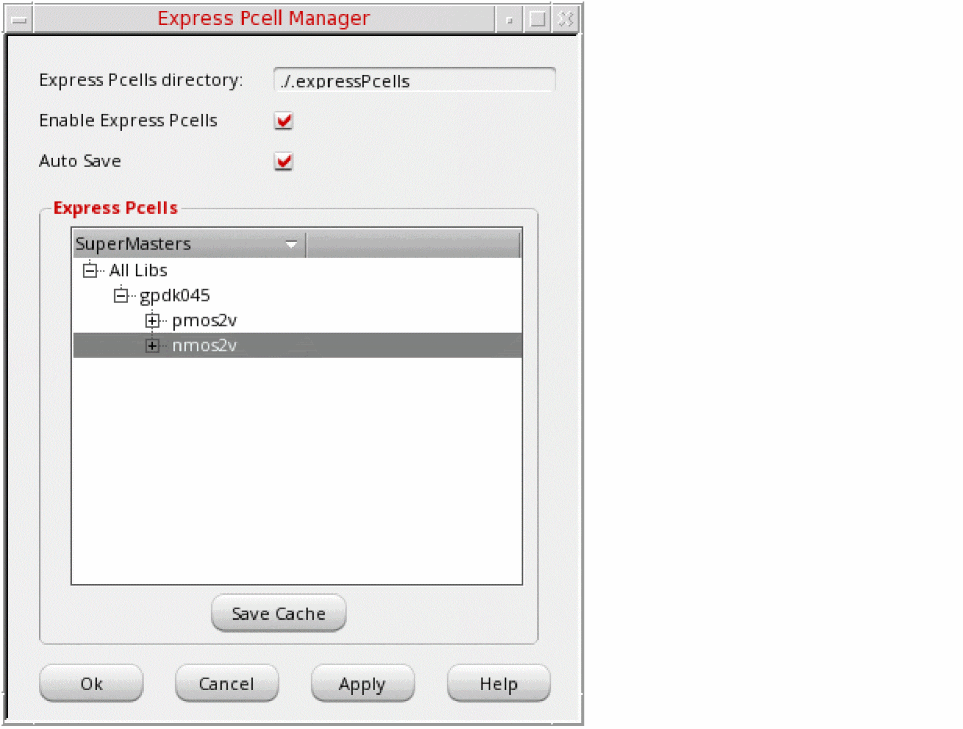 Express Pcell Manager
Express Pcells directory: ./.expressPcells
Enable Express Pcells
Auto Save
Express Pcells
SuperMasters
All Libs
gpdk045
pmos2v
nmos2v
Save Cache
Ok Cancel Apply Help